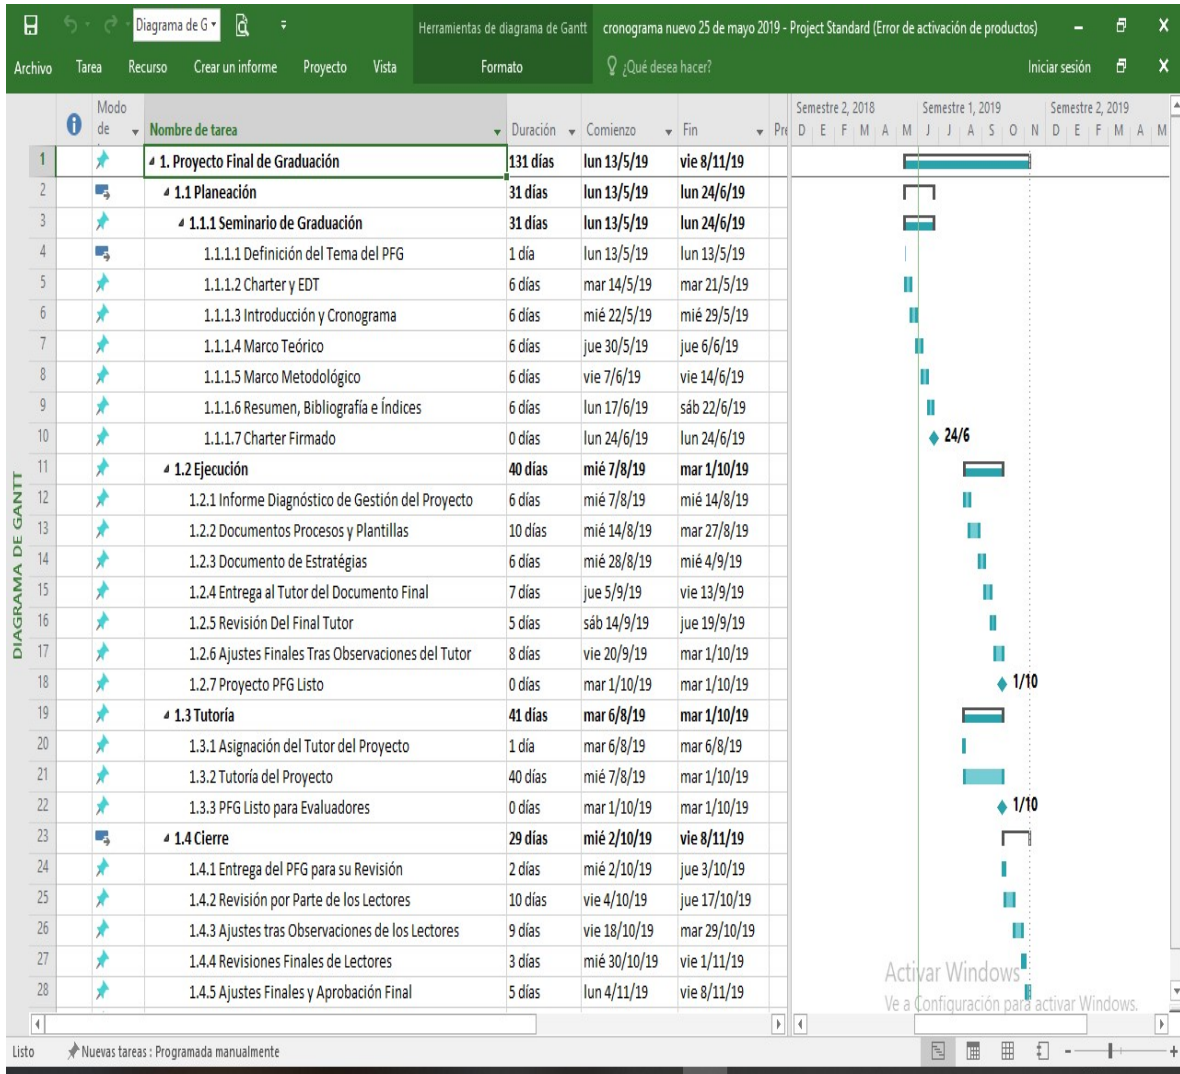 Diagrama de G
Herramientas de diagrama de Gantt
cronograma nuevo 25 de mayo 2019 - Project Standard (Error de activación de productos)
Archivo Tarea Recurso Crear un informe Proyecto Vista Formato ¿Qué desea hacer? Iniciar sesión
Modo de Nombre de tarea Duración Comienzo Fin Pre
Semestre 2, 2018 Semestre 1, 2019 Semestre 2, 2019
D E F M A M J J A S O N D E F M A M
1 1. Proyecto Final de Graduación 131 días lun 13/5/19 vie 8/11/19
2 1.1 Planeación 31 días lun 13/5/19 lun 24/6/19
3 1.1.1 Seminario de Graduación 31 días lun 13/5/19 lun 24/6/19
4 1.1.1.1 Definición del Tema del PFG 1 día lun 13/5/19 lun 13/5/19
5 1.1.1.2 Charter y EDT 6 días mar 14/5/19 mar 21/5/19
6 1.1.1.3 Introducción y Cronograma 6 días mié 22/5/19 mié 29/5/19
7 1.1.1.4 Marco Teórico 6 días jue 30/5/19 jue 6/6/19
8 1.1.1.5 Marco Metodológico 6 días vie 7/6/19 vie 14/6/19
9 1.1.1.6 Resumen, Bibliografía e Índices 6 días lun 17/6/19 sáb 22/6/19
10 1.1.1.7 Charter Firmado 0 días lun 24/6/19 lun 24/6/19 24/6
11 1.2 Ejecución 40 días mié 7/8/19 mar 1/10/19
12 1.2.1 Informe Diagnóstico de Gestión del Proyecto 6 días mié 7/8/19 mié 14/8/19
13 1.2.2 Documentos Procesos y Plantillas 10 días mié 14/8/19 mar 27/8/19
14 1.2.3 Documento de Estratégias 6 días mié 28/8/19 mié 4/9/19
15 1.2.4 Entrega al Tutor del Documento Final 7 días jue 5/9/19 vie 13/9/19
16 1.2.5 Revisión Del Final Tutor 5 días sáb 14/9/19 jue 19/9/19
17 1.2.6 Ajustes Finales Tras Observaciones del Tutor 8 días vie 20/9/19 mar 1/10/19
18 1.2.7 Proyecto PFG Listo 0 días mar 1/10/19 mar 1/10/19 1/10
19 1.3 Tutoría 41 días mar 6/8/19 mar 1/10/19
20 1.3.1 Asignación del Tutor del Proyecto 1 día mar 6/8/19 mar 6/8/19
21 1.3.2 Tutoría del Proyecto 40 días mié 7/8/19 mar 1/10/19
22 1.3.3 PFG Listo para Evaluadores 0 días mar 1/10/19 mar 1/10/19 1/10
23 1.4 Cierre 29 días mié 2/10/19 vie 8/11/19
24 1.4.1 Entrega del PFG para su Revisión 2 días mié 2/10/19 jue 3/10/19
25 1.4.2 Revisión por Parte de los Lectores 10 días vie 4/10/19 jue 17/10/19
26 1.4.3 Ajustes tras Observaciones de los Lectores 9 días vie 18/10/19 mar 29/10/19
27 1.4.4 Revisiones Finales de Lectores 3 días mié 30/10/19 vie 1/11/19
28 1.4.5 Ajustes Finales y Aprobación Final 5 días lun 4/11/19 vie 8/11/19
DIAGRAMA DE GANTT
Activar Windows
Ve a Configuración para activar Windows.
Listo Nuevas tareas : Programada manualmente